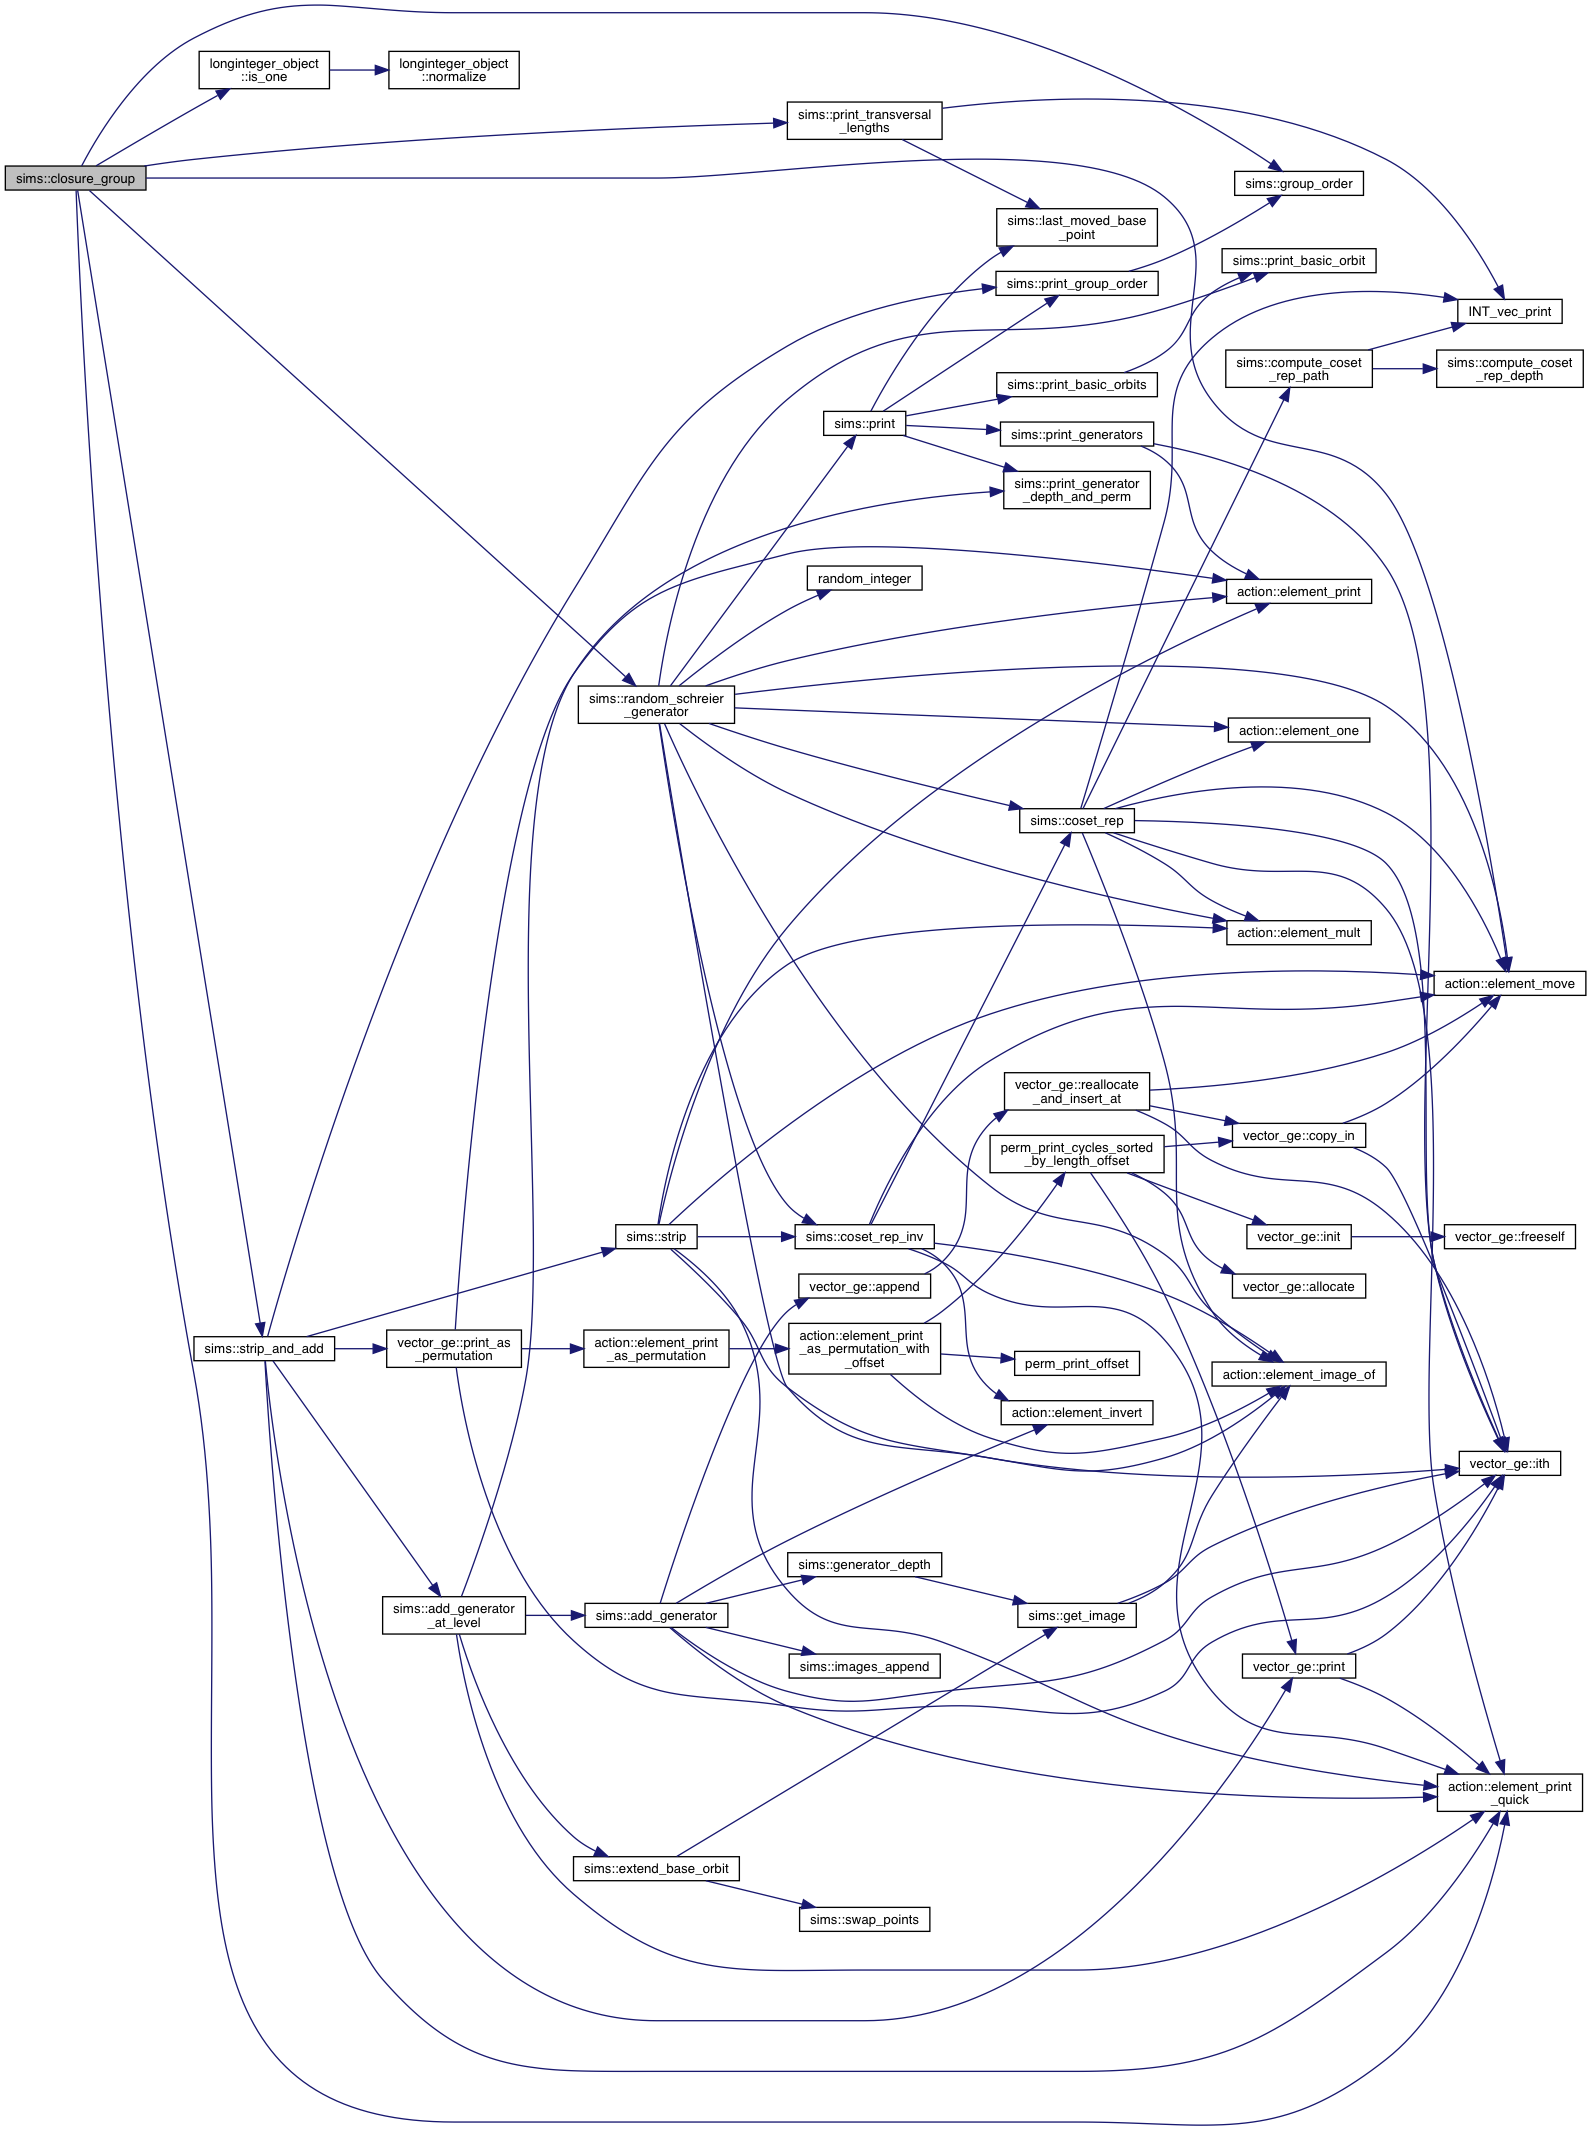 sims::closure_group
longinteger_object
::is_one
longinteger_object
::normalize
sims::print_transversal
_lengths
sims::group_order
sims::last_moved_base
_point
sims::print_basic_orbit
sims::print_group_order
INT_vec_print
sims::compute_coset
_rep_path
sims::compute_coset
_rep_depth
sims::print_basic_orbits
sims::print
sims::print_generators
sims::print_generator
_depth_and_perm
random_integer
action::element_print
sims::random_schreier
_generator
action::element_one
sims::coset_rep
action::element_mult
action::element_move
vector_ge::reallocate
_and_insert_at
vector_ge::copy_in
perm_print_cycles_sorted
_by_length_offset
sims::strip
sims::coset_rep_inv
vector_ge::init
vector_ge::freeself
vector_ge::append
vector_ge::allocate
sims::strip_and_add
vector_ge::print_as
_permutation
action::element_print
_as_permutation
action::element_print
_as_permutation_with
_offset
perm_print_offset
action::element_image_of
action::element_invert
vector_ge::ith
sims::generator_depth
sims::add_generator
_at_level
sims::add_generator
sims::get_image
sims::images_append
vector_ge::print
action::element_print
_quick
sims::extend_base_orbit
sims::swap_points